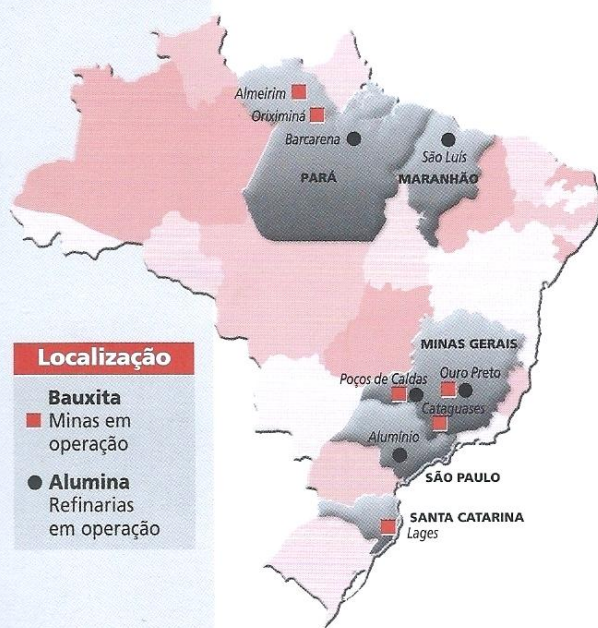 Almeirim
Oriximiná
Barcarena
São Luís
PARÁ
MARANHÃO
MINAS GERAIS
Poços de Caldas
Ouro Preto
Cataguases
Alumínio
SÃO PAULO
SANTA CATARINA
Lages
Localização
Bauxita
Minas em
operação
Alumina
Refinarias
em operação